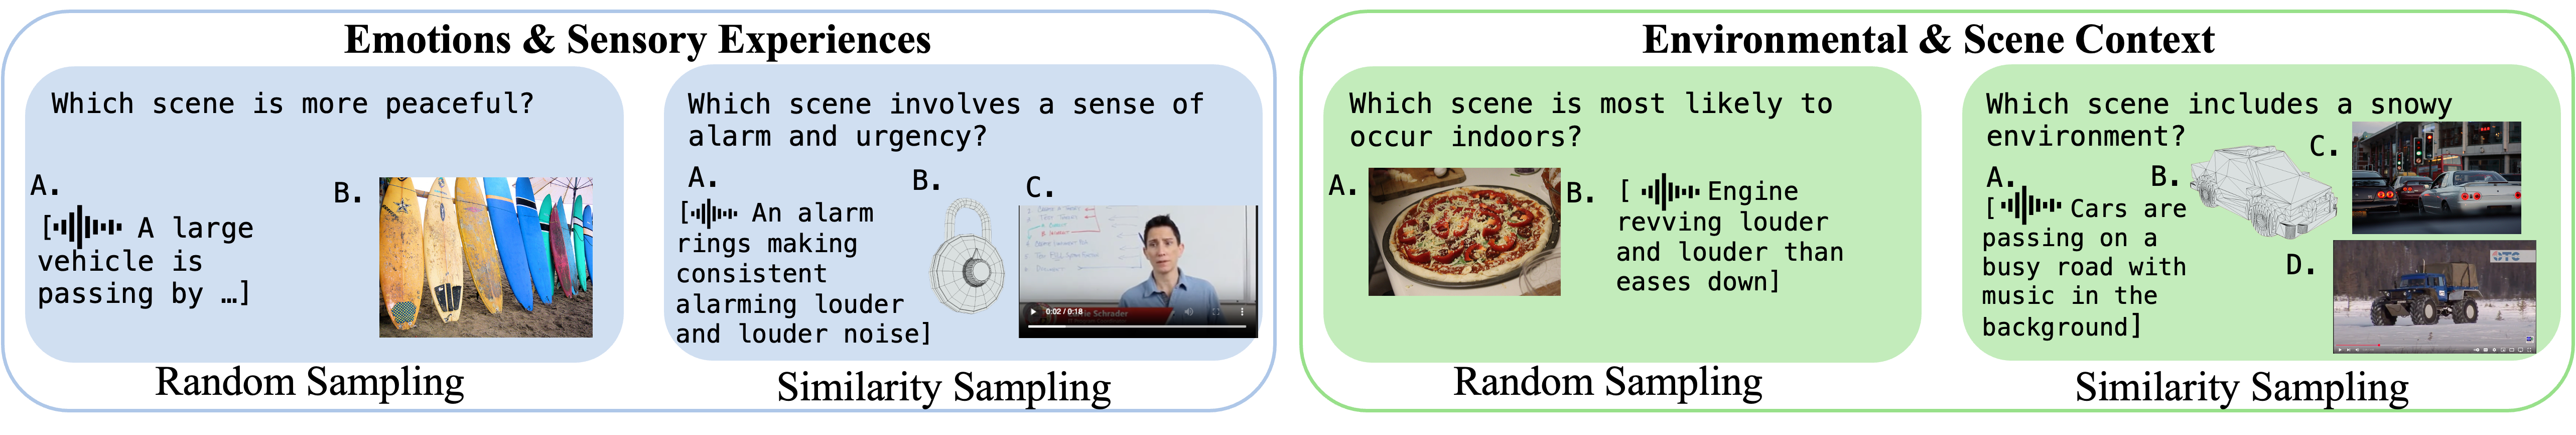 Emotions & Sensory Experiences
Which scene is more peaceful?
A.
[ A large
vehicle is
passing by …]
B.
Random Sampling
Which scene involves a sense of
alarm and urgency?
A.
[ An alarm
rings making
consistent
alarming louder
and louder noise]
B.
C.
0:02 / 0:18
Schrader
Similarity Sampling
Environmental & Scene Context
Which scene is most likely to
occur indoors?
A.
B.
[ Engine
revving louder
and louder than
eases down]
Random Sampling
Which scene includes a snowy
environment?
A.
[ Cars are
passing on a
busy road with
music in the
background]
B.
C.
D.
Similarity Sampling